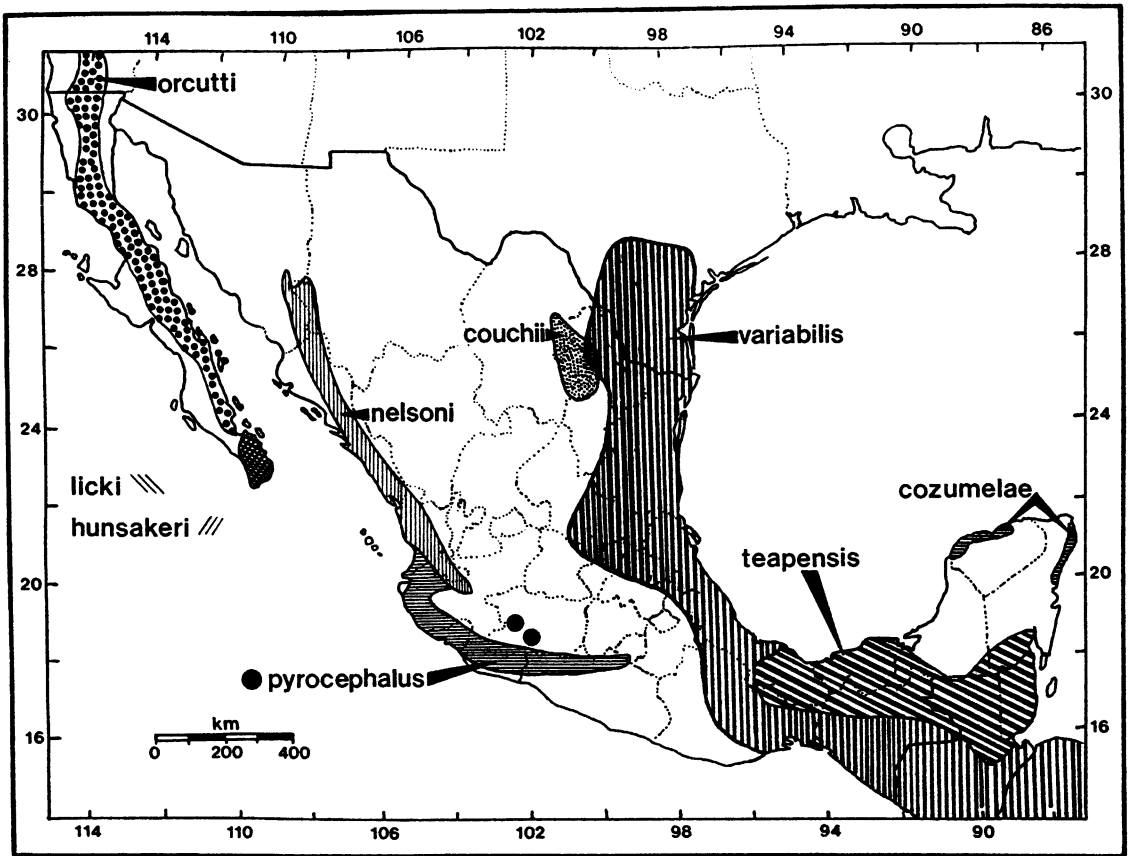 114 110 106 102 98 94 90 86
orcutti
30 30
28 28
couchii variabilis
nelsoni
24 24
licki
cozumelae
hunsakeri
teapensis
20 20
pyrocephalus
km
16 16
0 200 400
114 110 106 102 98 94 90